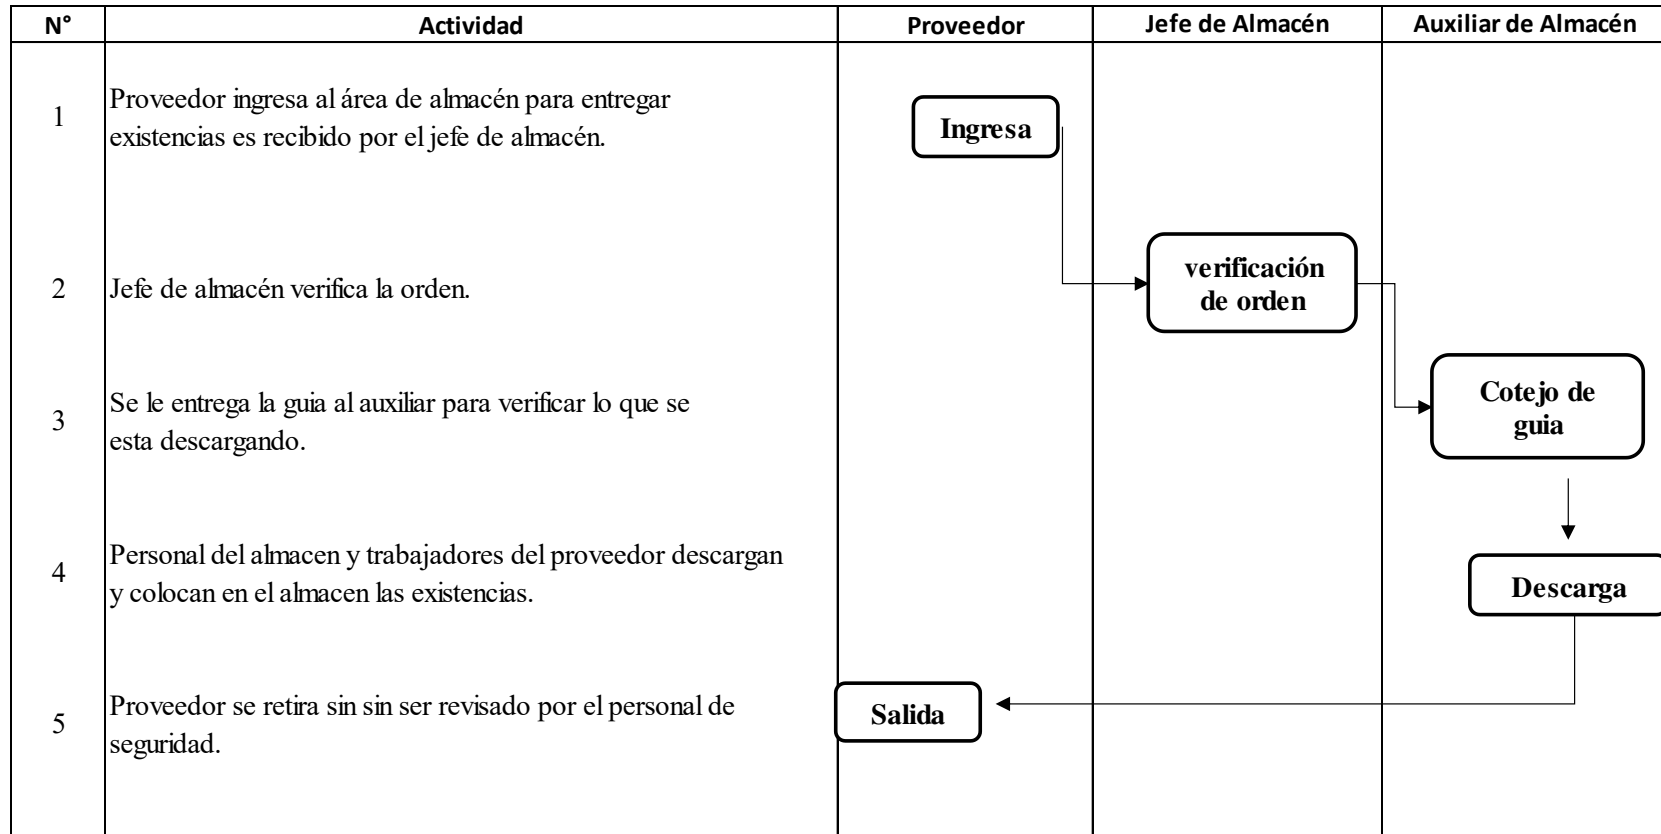 N° Actividad Proveedor Jefe de Almacén Auxiliar de Almacén
1
Proveedor ingresa al área de almacén para entregar
existencias es recibido por el jefe de almacén.
Ingresa
2
Jefe de almacén verifica la orden.
verificación
de orden
3
Se le entrega la guia al auxiliar para verificar lo que se
esta descargando.
Cotejo de
guia
4
Personal del almacen y trabajadores del proveedor descargan
y colocan en el almacen las existencias.
Descarga
5
Proveedor se retira sin sin ser revisado por el personal de
seguridad.
Salida